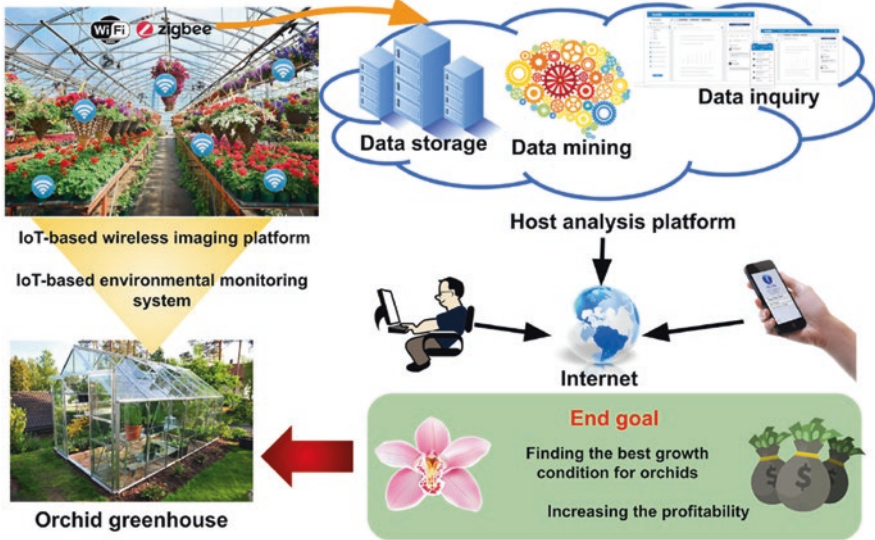 WiFi zigbee
Data storage
Data mining
Data inquiry
IoT-based wireless imaging platform
IoT-based environmental monitoring
system
Host analysis platform
Internet
Orchid greenhouse
End goal
Finding the best growth
condition for orchids
Increasing the profitability
$
$
$